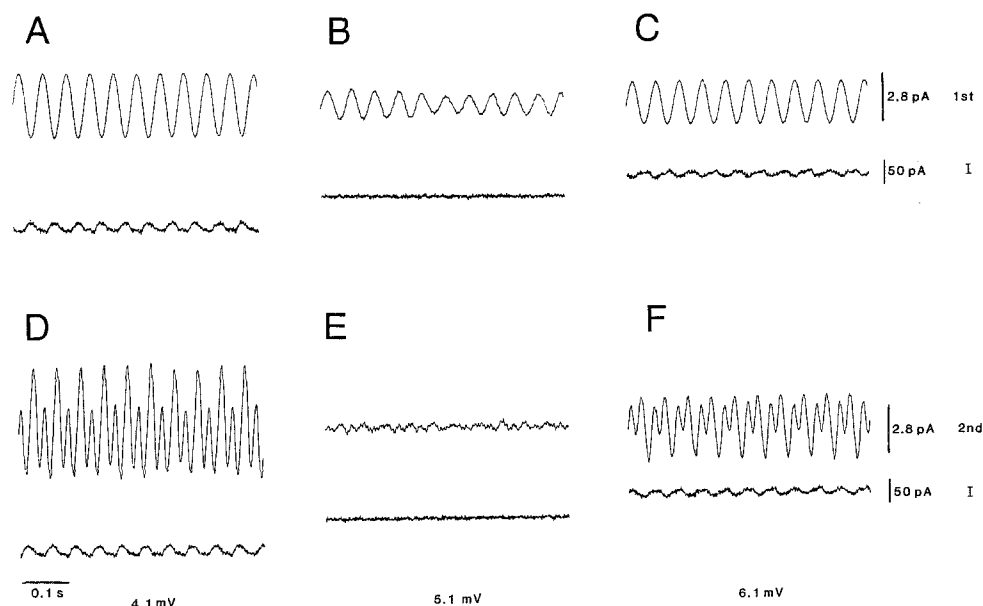 A
B
C
2.8 pA 1st
50 pA I
D
E
F
2.8 pA 2nd
50 pA I
0.1 s
4.1 mV
5.1 mV
6.1 mV